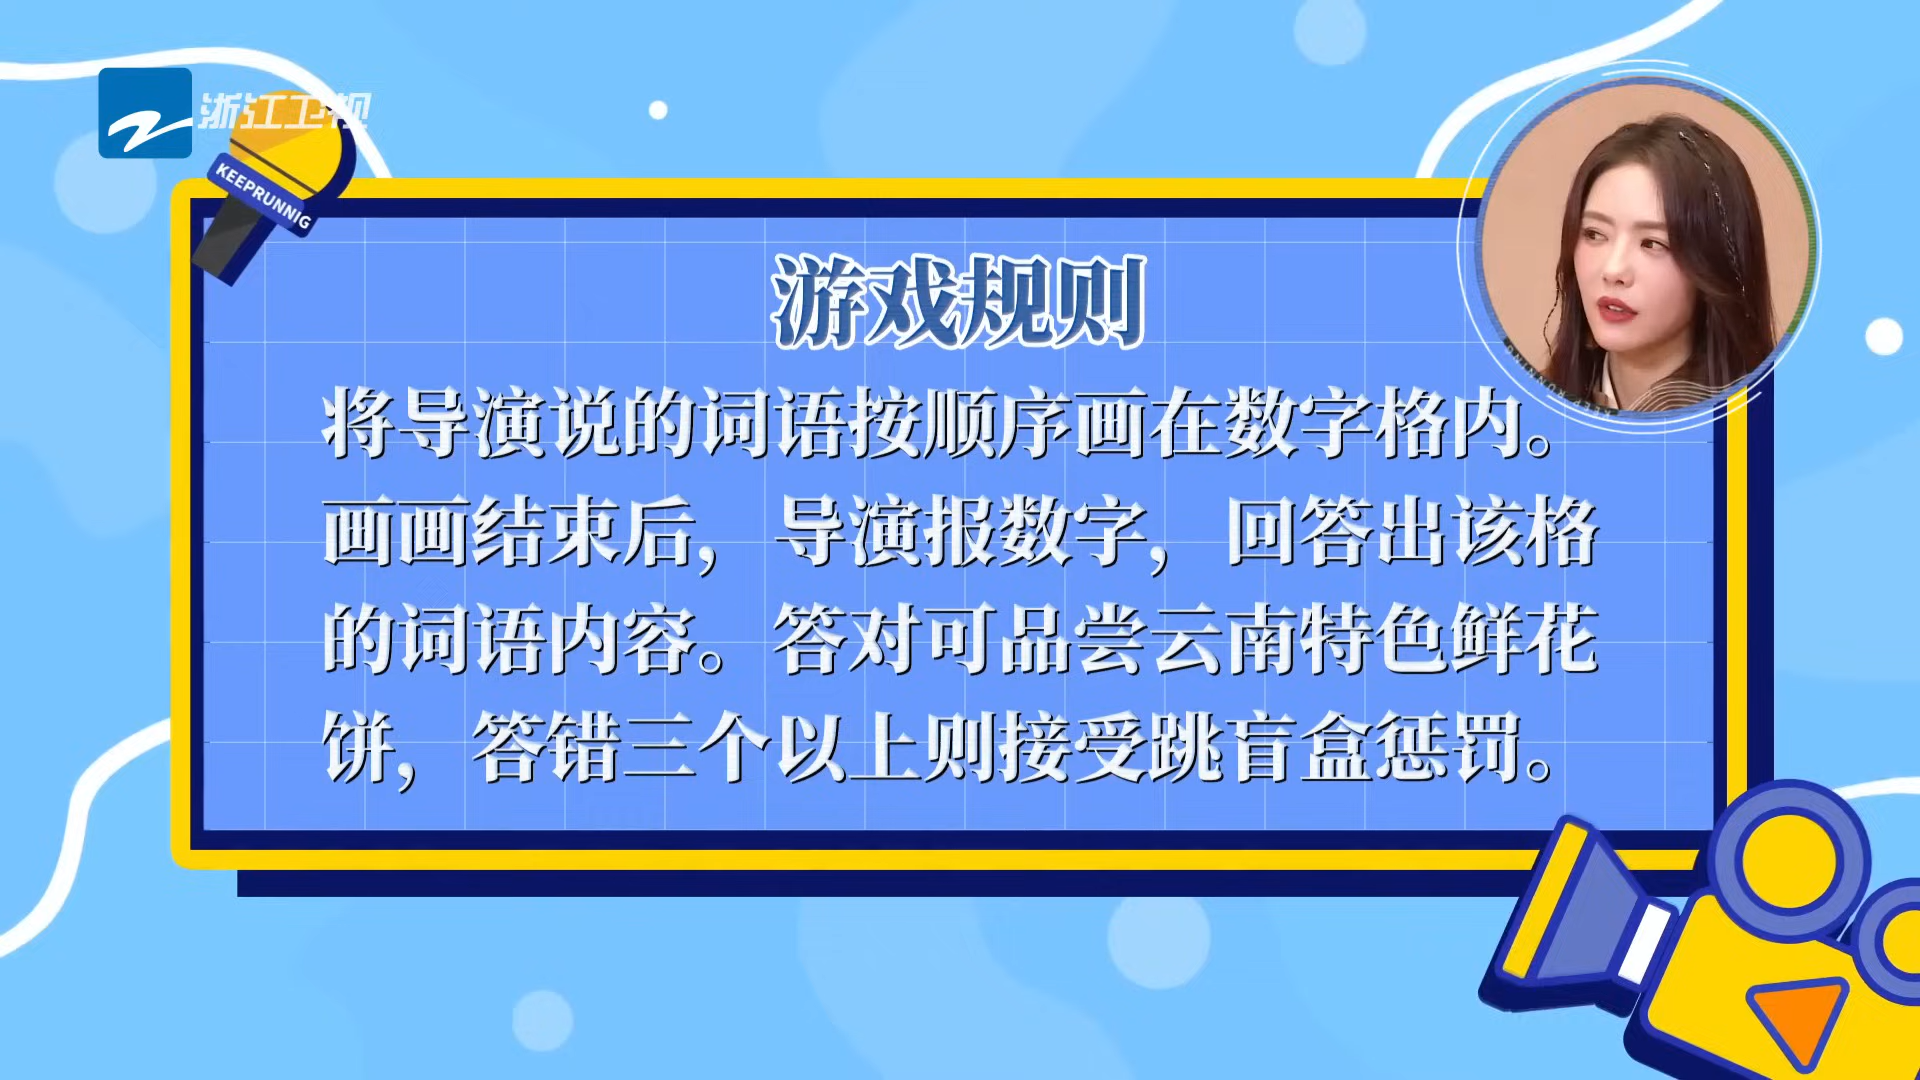 浙江卫视
KEEPRUNNIG
游戏规则
将导演说的词语按顺序画在数字格内。
画画结束后，导演报数字，回答出该格
的词语内容。答对可品尝云南特色鲜花
饼，答错三个以上则接受跳盲盒惩罚。